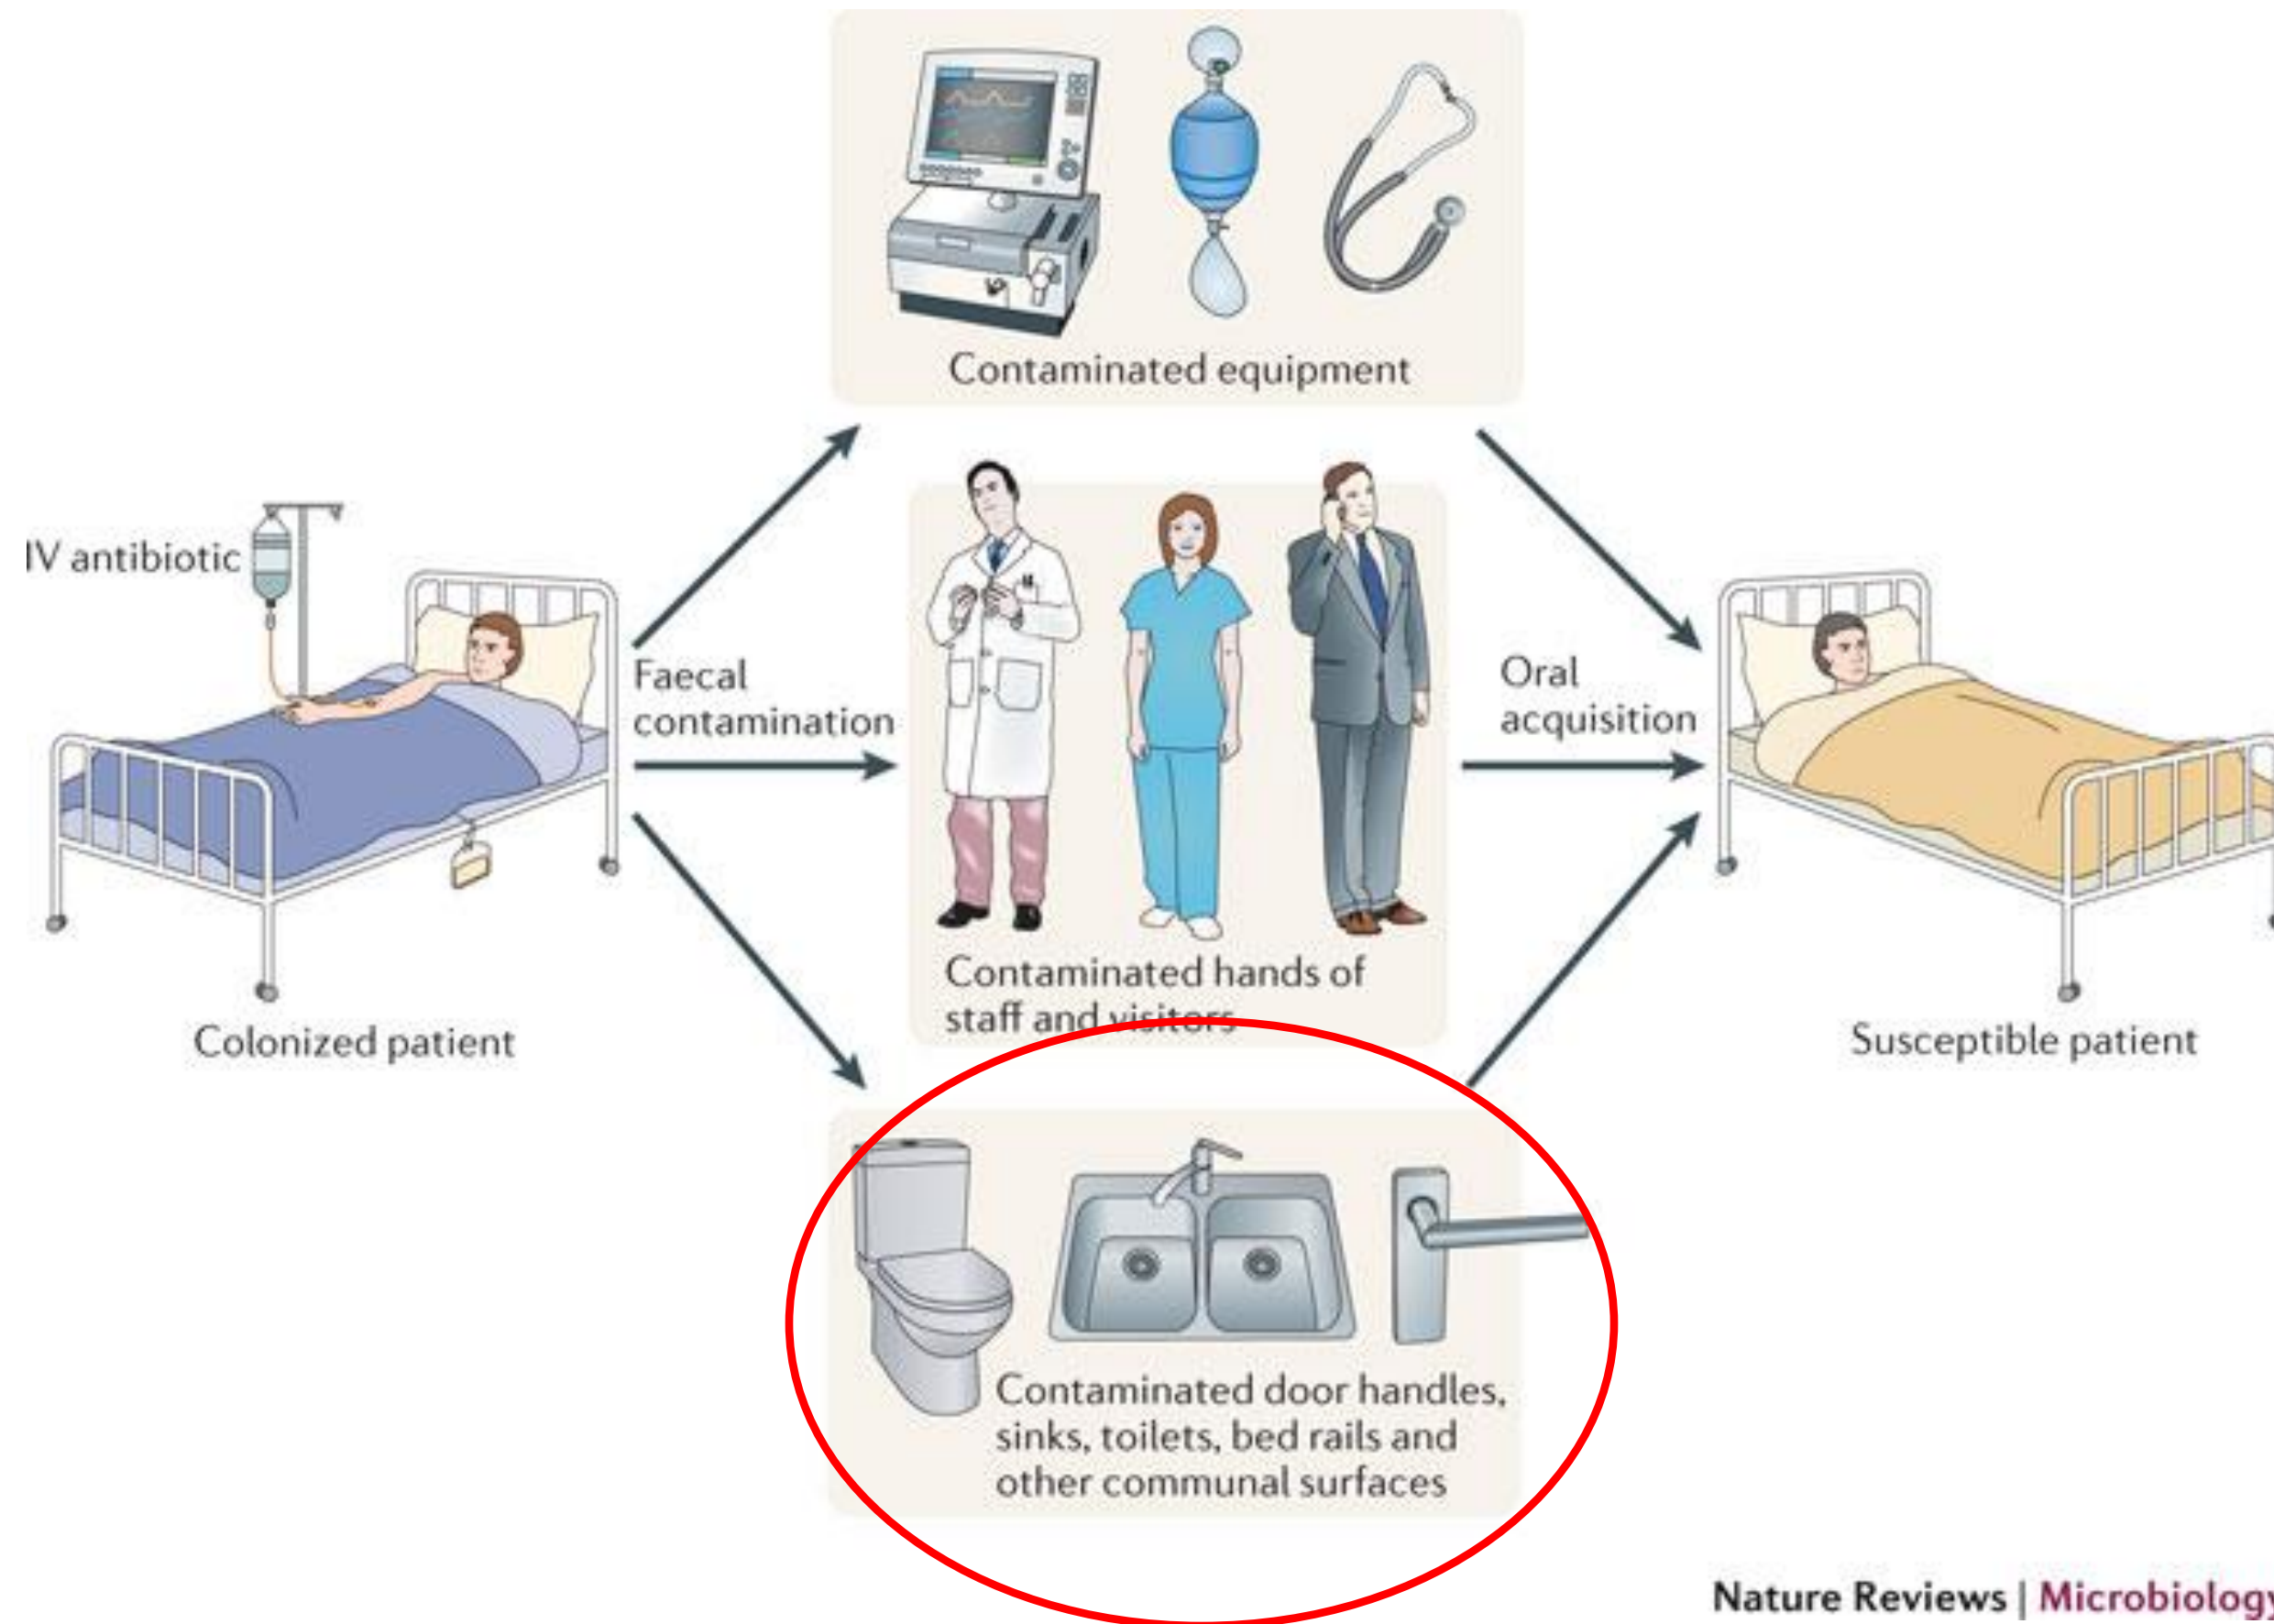 Contaminated equipment
IV antibiotic
Faecal
contamination
Oral
acquisition
Contaminated hands of
staff and visitors
Colonized patient
Susceptible patient
Contaminated door handles,
sinks, toilets, bed rails and
other communal surfaces
Nature Reviews | Microbiology